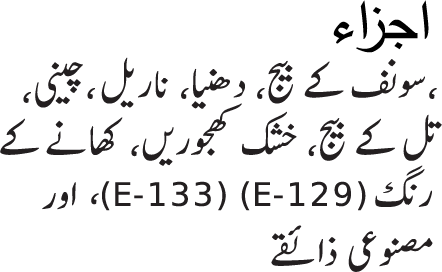 اجزاء
،سونف کے بیج، دھنیا، ناریل، چینی،
تل کے بیج، خشک کھجوریں، کھانے کے
رنگ (E-129) (E-133)، اور
مصنوعی ذائقے